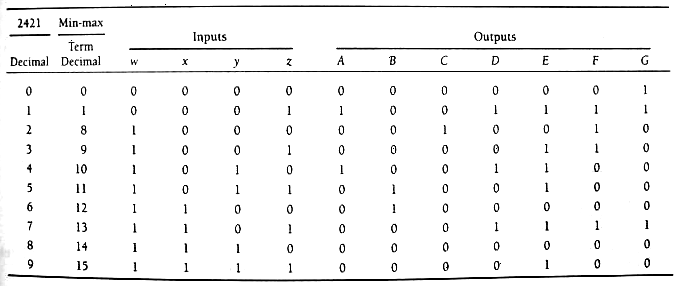 2421 Min-max
Inputs Outputs
Term
Decimal Decimal w x y z A B C D E F G
0 0 0 0 0 0 0 0 0 0 0 0 1
1 1 0 0 0 1 1 0 0 1 1 1 1
2 8 1 0 0 0 0 0 1 0 0 1 0
3 9 1 0 0 1 0 0 0 0 1 1 0
4 10 1 0 1 0 1 0 0 1 1 0 0
5 11 1 0 1 1 0 1 0 0 1 0 0
6 12 1 1 0 0 0 1 0 0 0 0 0
7 13 1 1 0 1 0 0 0 1 1 1 1
8 14 1 1 1 0 0 0 0 0 0 0 0
9 15 1 1 1 1 0 0 0 0 1 0 0